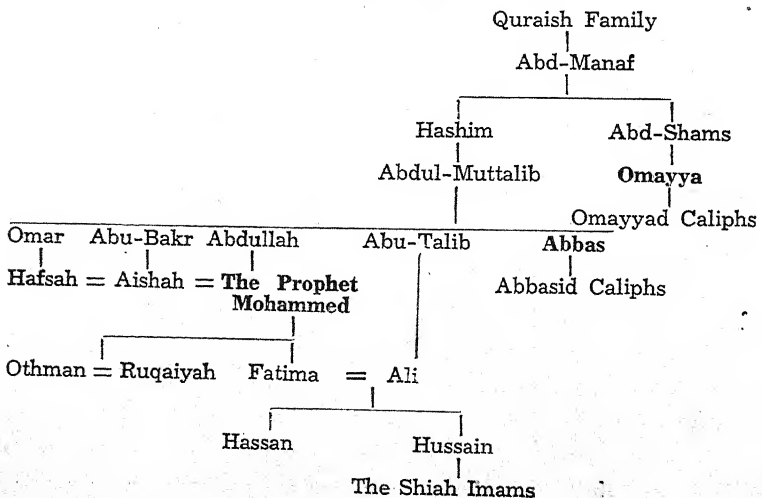 Quraish Family
Abd-Manaf
Hashim Abd-Shams
Abdul-Muttalib Omayya
Omayyad Caliphs
Omar Abu-Bakr Abdullah Abu-Talib Abbas
Hafsah = Aishah = The Prophet Abbasid Caliphs
Mohammed
Othman = Ruqaiyah Fatima = Ali
Hassan Hussain
The Shiah Imams